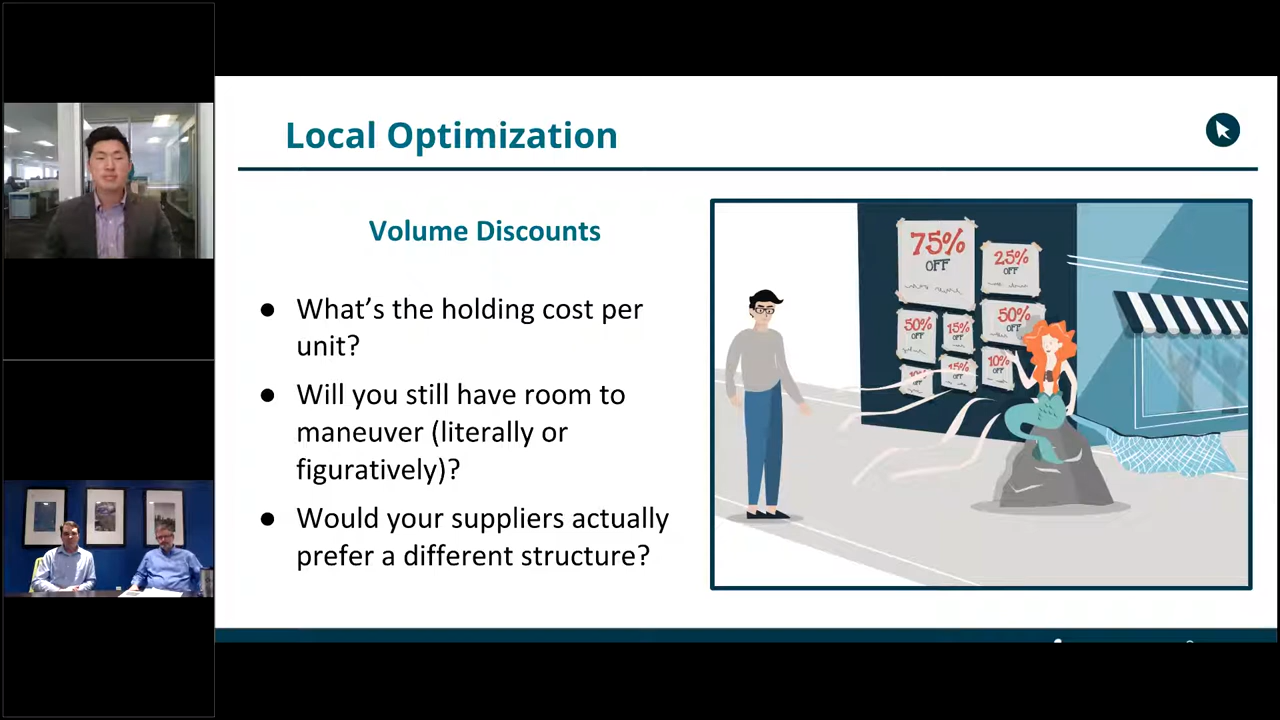 Local Optimization
Volume Discounts
● What’s the holding cost per
unit?
● Will you still have room to
maneuver (literally or
figuratively)?
● Would your suppliers actually
prefer a different structure?
75%
OFF
25%
OFF
50%
OFF
15%
OFF
50%
OFF
15%
OFF
10%
OFF